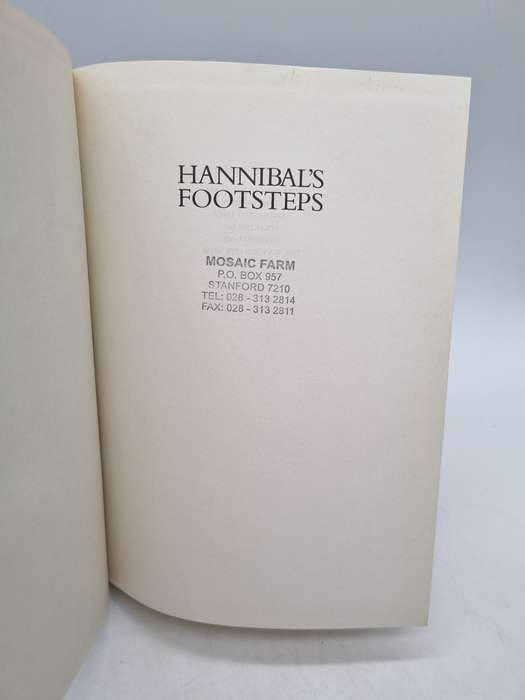 HANNIBAL'S
FOOTSTEPS
MOSAIC FARM
P.O. BOX 957
STANFORD 7210
TEL: 028 - 313 2814
FAX: 028 - 313 2811